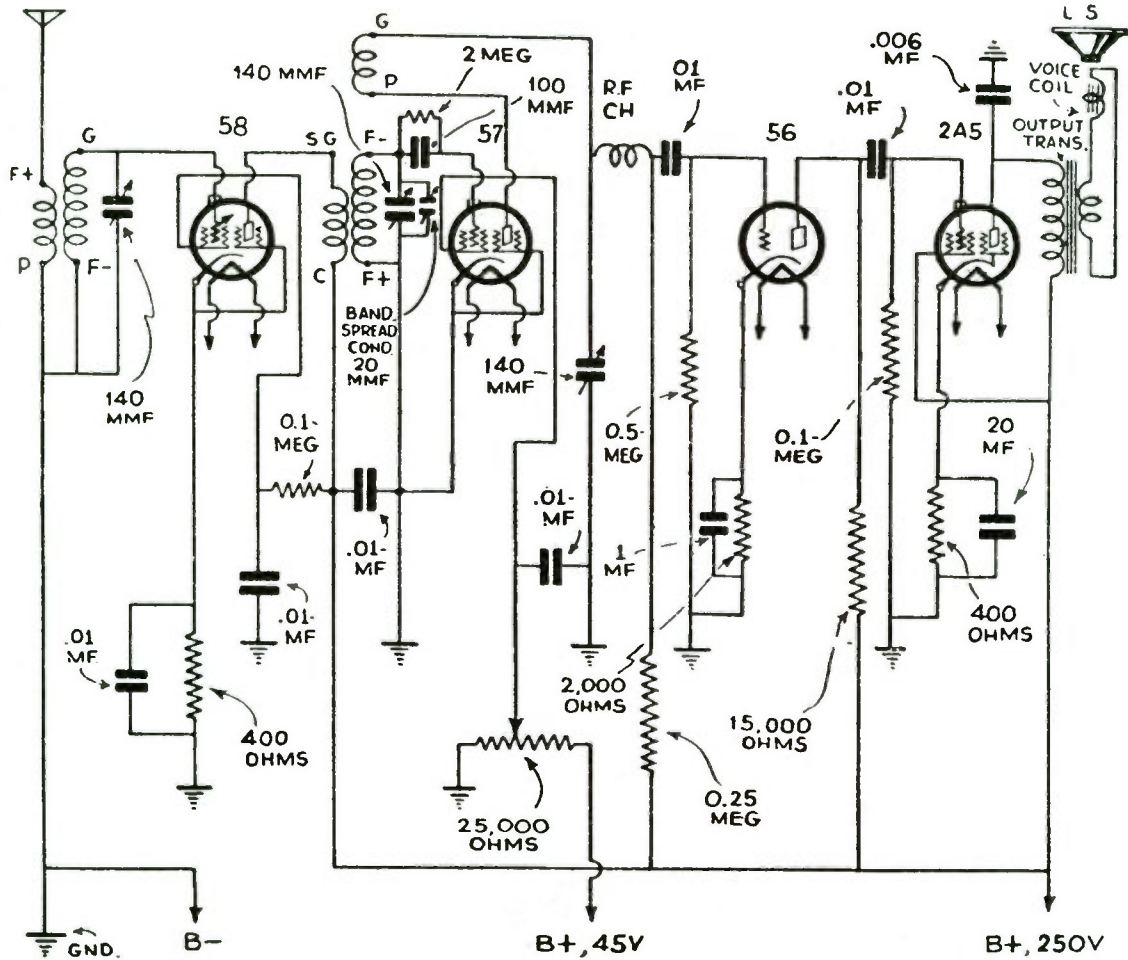 L S
G
.006
MF
2 MEG
VOICE
COIL
140 MMF
P
100
MMF
R.F
CH
.01
MF
.01
MF
OUTPUT
TRANS.
G
58
S G
F-
57
56
2A5
F+
P
F-
C
F+
BAND
SPREAD
COND.
20
MMF
140
MMF
140
MMF
0.1-
MEG
0.5-
MEG
0.1-
MEG
20
MF
.01-
MF
.01-
MF
1
MF
.01-
MF
400
OHMS
.01
MF
2,000
OHMS
400
OHMS
15,000
OHMS
0.25
MEG
25,000
OHMS
GND.
B-
B+, 45V
B+, 250V